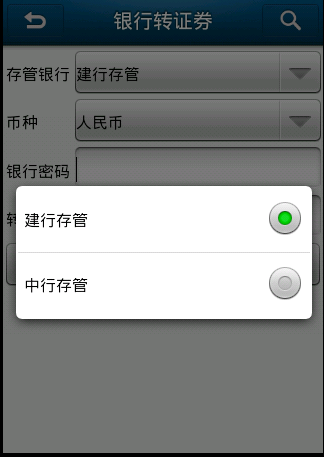 银行转证券
存管银行 建行存管
币种 人民币
银行密码
转
建行存管
中行存管